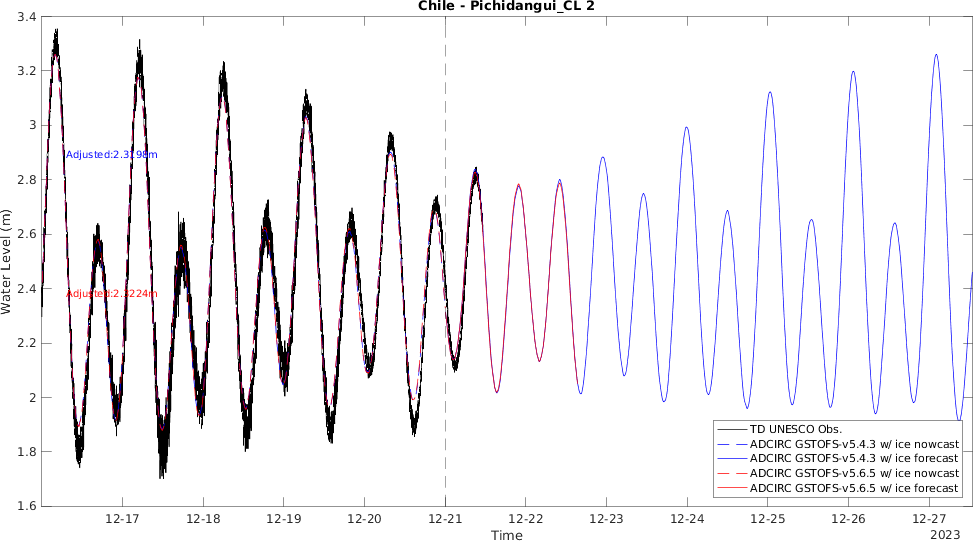 Chile - Pichidangui_CL 2
Water Level (m)
3.4
3.2
3
2.8
2.6
2.4
2.2
2
1.8
1.6
Adjusted:2.3198m
Adjusted:2.3224m
TD UNESCO Obs.
ADCIRC GSTOFS-v5.4.3 w/ ice nowcast
ADCIRC GSTOFS-v5.4.3 w/ ice forecast
ADCIRC GSTOFS-v5.6.5 w/ ice nowcast
ADCIRC GSTOFS-v5.6.5 w/ ice forecast
12-17 12-18 12-19 12-20 12-21 12-22 12-23 12-24 12-25 12-26 12-27
Time
2023